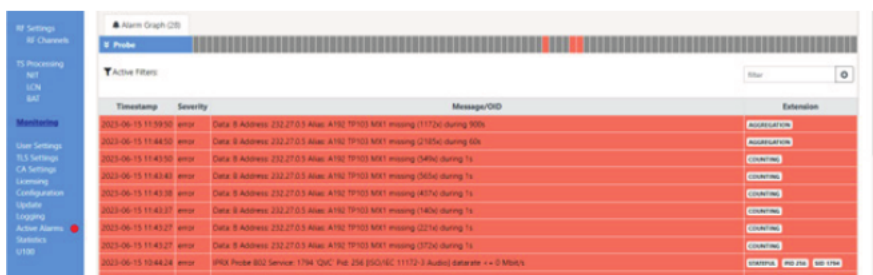 Alarm Graph (28)
RF Settings
RF Channels
Probe
TS Processing
NIT
LCN
BAT
Active Filters:
filter
Timestamp Severity Message/OID Extension
Monitoring
2023-06-15 11:59:50 error Data: B Address: 232.27.0.5 Alias: A192 TP103 MX1 missing (1172x) during 900s AGGREGATION
2023-06-15 11:44:50 error Data: B Address: 232.27.0.5 Alias: A192 TP103 MX1 missing (2185x) during 60s AGGREGATION
User Settings
TLS Settings
2023-06-15 11:43:50 error Data: B Address: 232.27.0.5 Alias: A192 TP103 MX1 missing (549x) during 1s COUNTING
CA Settings
2023-06-15 11:43:43 error Data: B Address: 232.27.0.5 Alias: A192 TP103 MX1 missing (565x) during 1s COUNTING
Licensing
Configuration
2023-06-15 11:43:38 error Data: B Address: 232.27.0.5 Alias: A192 TP103 MX1 missing (437x) during 1s COUNTING
Update
2023-06-15 11:43:37 error Data: B Address: 232.27.0.5 Alias: A192 TP103 MX1 missing (140x) during 1s COUNTING
Logging
Active Alarms
2023-06-15 11:43:27 error Data: B Address: 232.27.0.5 Alias: A192 TP103 MX1 missing (221x) during 1s COUNTING
Statistics
2023-06-15 11:43:27 error Data: B Address: 232.27.0.5 Alias: A192 TP103 MX1 missing (372x) during 1s COUNTING
U100
2023-06-15 10:44:24 error IPRX Probe B02 Service: 1794 'QVC' Pid: 256 [ISO/IEC 11172-3 Audio] datarate <= 0 Mbit/s STATEFUL PID 256 SID 1794